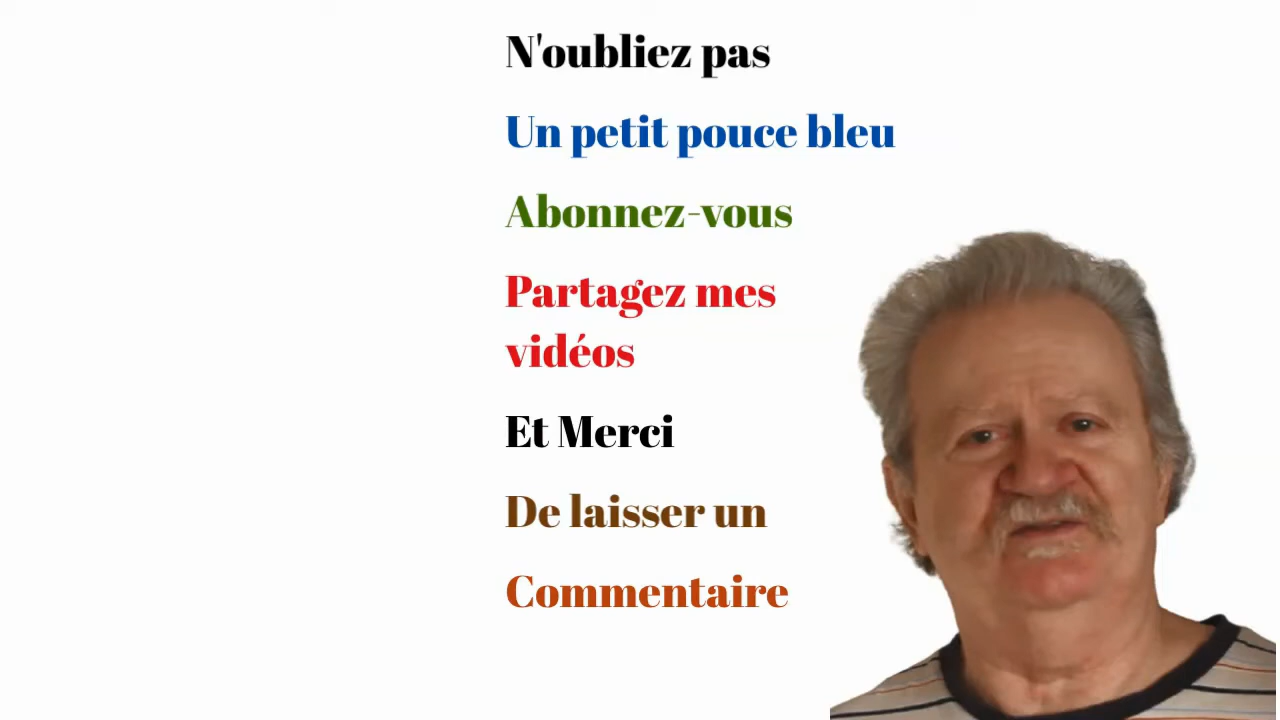 N'oubliez pas
Un petit pouce bleu
Abonnez-vous
Partagez mes
vidéos
Et Merci
De laisser un
Commentaire